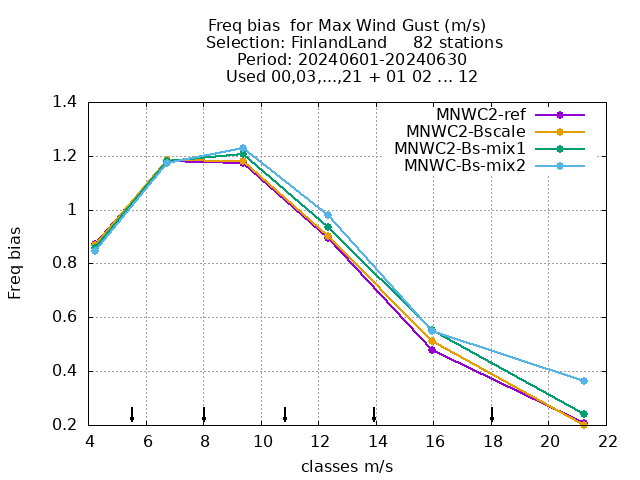 Freq bias  for Max Wind Gust (m/s)
Selection: FinlandLand     82 stations
Period: 20240601-20240630
Used 00,03,...,21 + 01 02 ... 12
MNWC2-ref
MNWC2-Bscale
MNWC2-Bs-mix1
MNWC-Bs-mix2
1.4
1.2
1
0.8
0.6
0.4
0.2
Freq bias
4 6 8 10 12 14 16 18 20 22
classes m/s